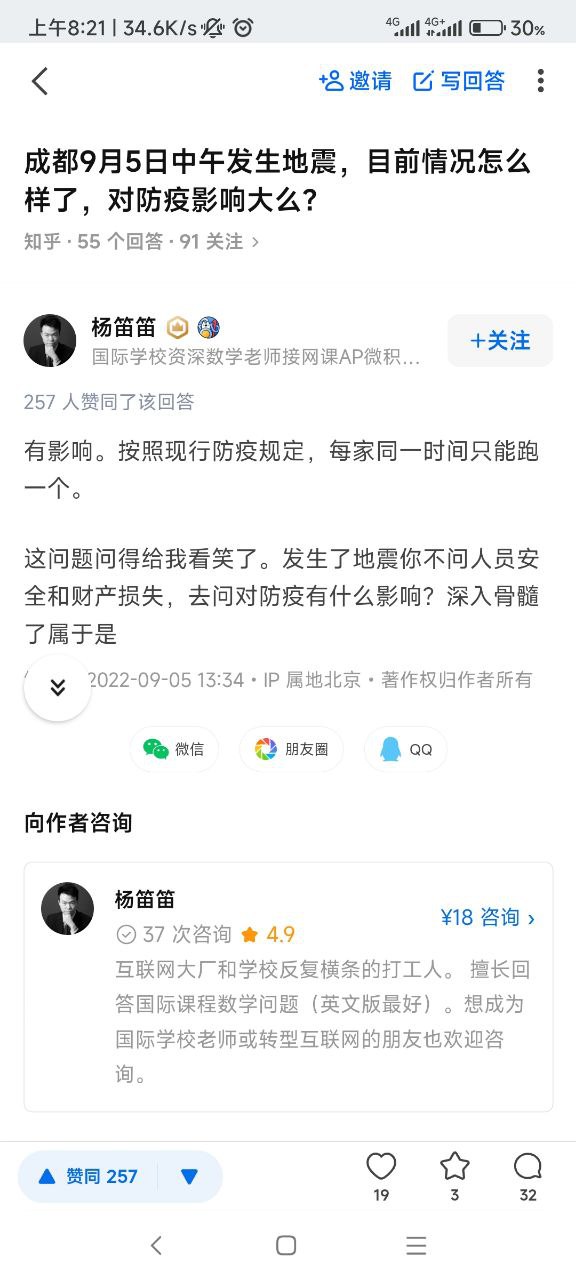 上午8:21 | 34.6K/s
4G 4G+ 30%
邀请 写回答
成都9月5日中午发生地震，目前情况怎么
样了，对防疫影响大么？
知乎 · 55 个回答 · 91 关注 >
杨笛笛
国际学校资深数学老师接网课AP微积...
+关注
257 人赞同了该回答
有影响。按照现行防疫规定，每家同一时间只能跑
一个。
这问题问得给我看笑了。发生了地震你不问人员安
全和财产损失，去问对防疫有什么影响？深入骨髓
了属于是
2022-09-05 13:34 · IP 属地北京 · 著作权归作者所有
微信 朋友圈 QQ
向作者咨询
杨笛笛
37 次咨询 4.9
¥18 咨询 ›
互联网大厂和学校反复横条的打工人。 擅长回
答国际课程数学问题（英文版最好）。想成为
国际学校老师或转型互联网的朋友也欢迎咨
询。
赞同 257
19 3 32